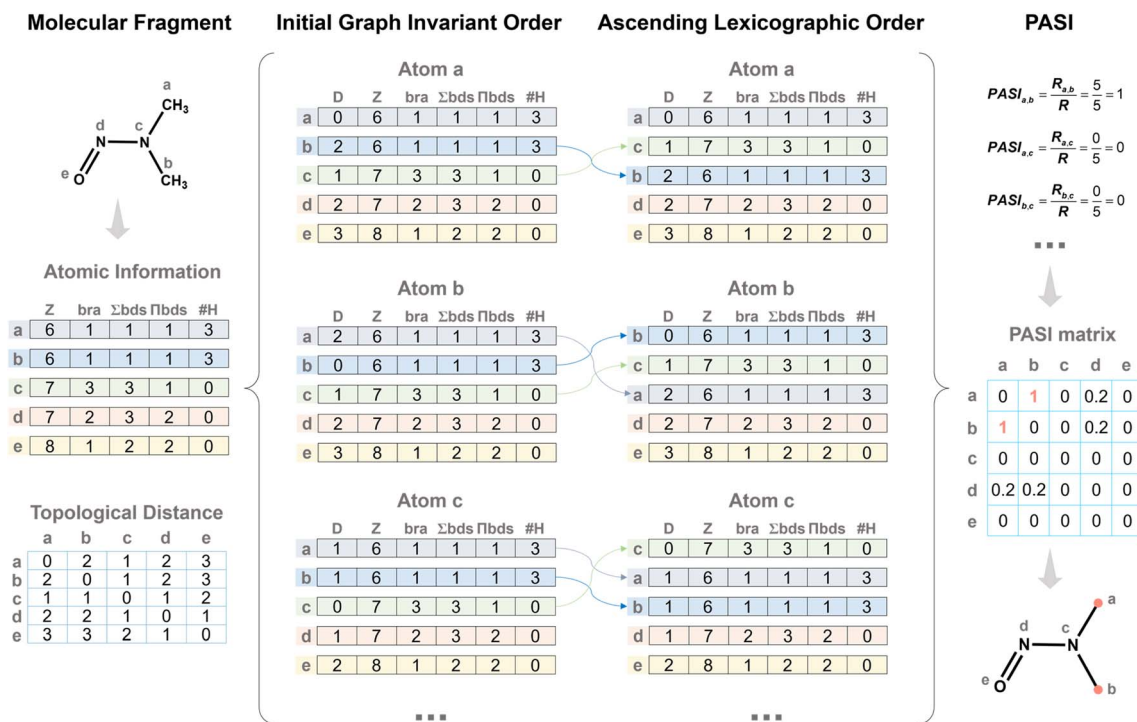 Molecular Fragment
Initial Graph Invariant Order
Ascending Lexicographic Order
PASI
a
CH₃
d
c
N
N
b
e
O
CH₃
Atomic Information
Z bra Σbds Πbds #H
a 6 1 1 1 3
b 6 1 1 1 3
c 7 3 3 1 0
d 7 2 3 2 0
e 8 1 2 2 0
Topological Distance
a b c d e
a 0 2 1 2 3
b 2 0 1 2 3
c 1 1 0 1 2
d 2 2 1 0 1
e 3 3 2 1 0
Atom a
D Z bra Σbds Πbds #H
a 0 6 1 1 1 3
b 2 6 1 1 1 3
c 1 7 3 3 1 0
d 2 7 2 3 2 0
e 3 8 1 2 2 0
Atom b
D Z bra Σbds Πbds #H
a 2 6 1 1 1 3
b 0 6 1 1 1 3
c 1 7 3 3 1 0
d 2 7 2 3 2 0
e 3 8 1 2 2 0
Atom c
D Z bra Σbds Πbds #H
a 1 6 1 1 1 3
b 1 6 1 1 1 3
c 0 7 3 3 1 0
d 1 7 2 3 2 0
e 2 8 1 2 2 0
Atom a
D Z bra Σbds Πbds #H
a 0 6 1 1 1 3
c 1 7 3 3 1 0
b 2 6 1 1 1 3
d 2 7 2 3 2 0
e 3 8 1 2 2 0
Atom b
D Z bra Σbds Πbds #H
b 0 6 1 1 1 3
c 1 7 3 3 1 0
a 2 6 1 1 1 3
d 2 7 2 3 2 0
e 3 8 1 2 2 0
Atom c
D Z bra Σbds Πbds #H
c 0 7 3 3 1 0
a 1 6 1 1 1 3
b 1 6 1 1 1 3
d 1 7 2 3 2 0
e 2 8 1 2 2 0
PASI a,b = R a,b / R = 5/5 = 1
PASI a,c = R a,c / R = 0/5 = 0
PASI b,c = R b,c / R = 0/5 = 0
PASI matrix
a b c d e
a 0 1 0 0.2 0
b 1 0 0 0.2 0
c 0 0 0 0 0
d 0.2 0.2 0 0 0
e 0 0 0 0 0
a
d
c
N
N
e
O
b